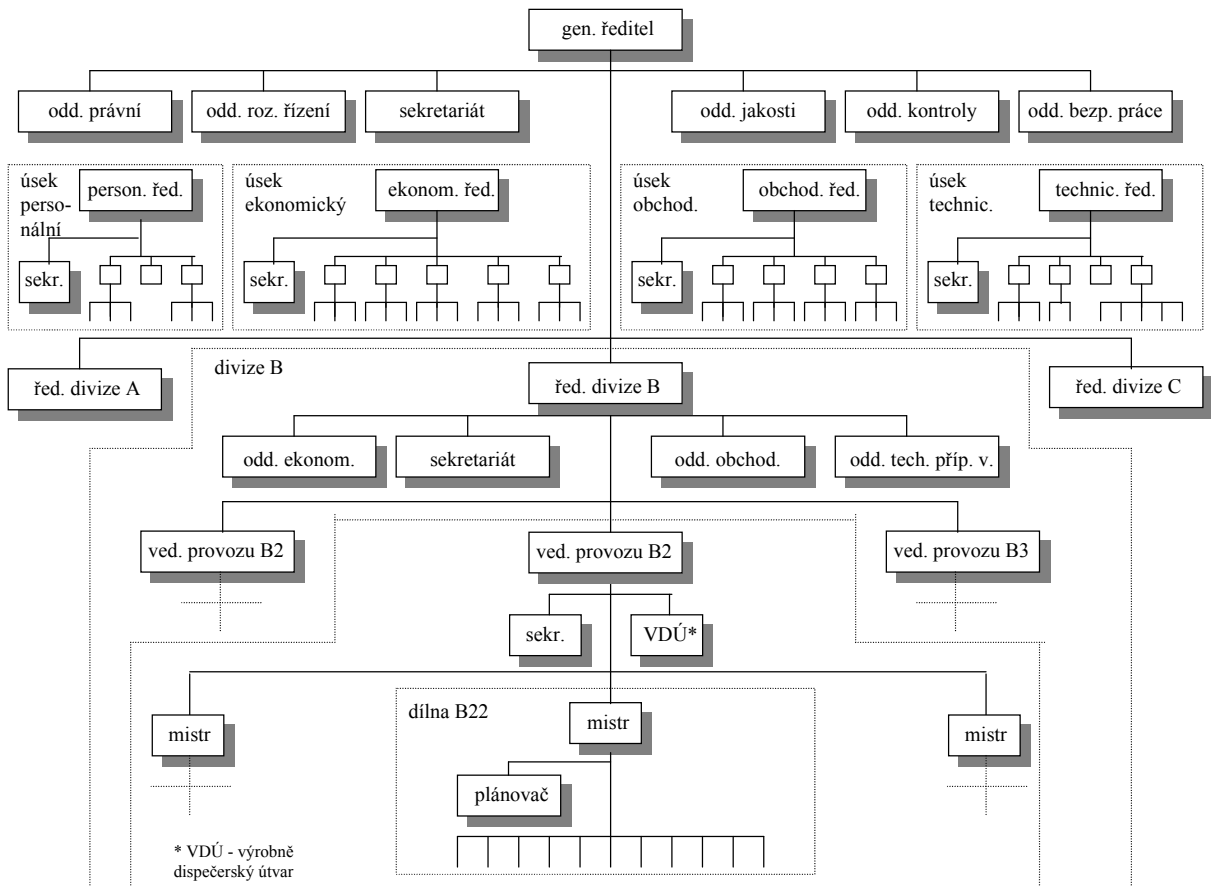 gen. ředitel
odd. právní
odd. roz. řízení
sekretariát
odd. jakosti
odd. kontroly
odd. bezp. práce
úsek
perso-
nální
person. řed.
sekr.
úsek
ekonomický
ekonom. řed.
sekr.
úsek
obchod.
obchod. řed.
sekr.
úsek
technic.
technic. řed.
sekr.
řed. divize A
divize B
řed. divize B
řed. divize C
odd. ekonom.
sekretariát
odd. obchod.
odd. tech. příp. v.
ved. provozu B2
ved. provozu B2
ved. provozu B3
sekr.
VDÚ*
mistr
dílna B22
mistr
mistr
plánovač
* VDÚ - výrobně
dispečerský útvar